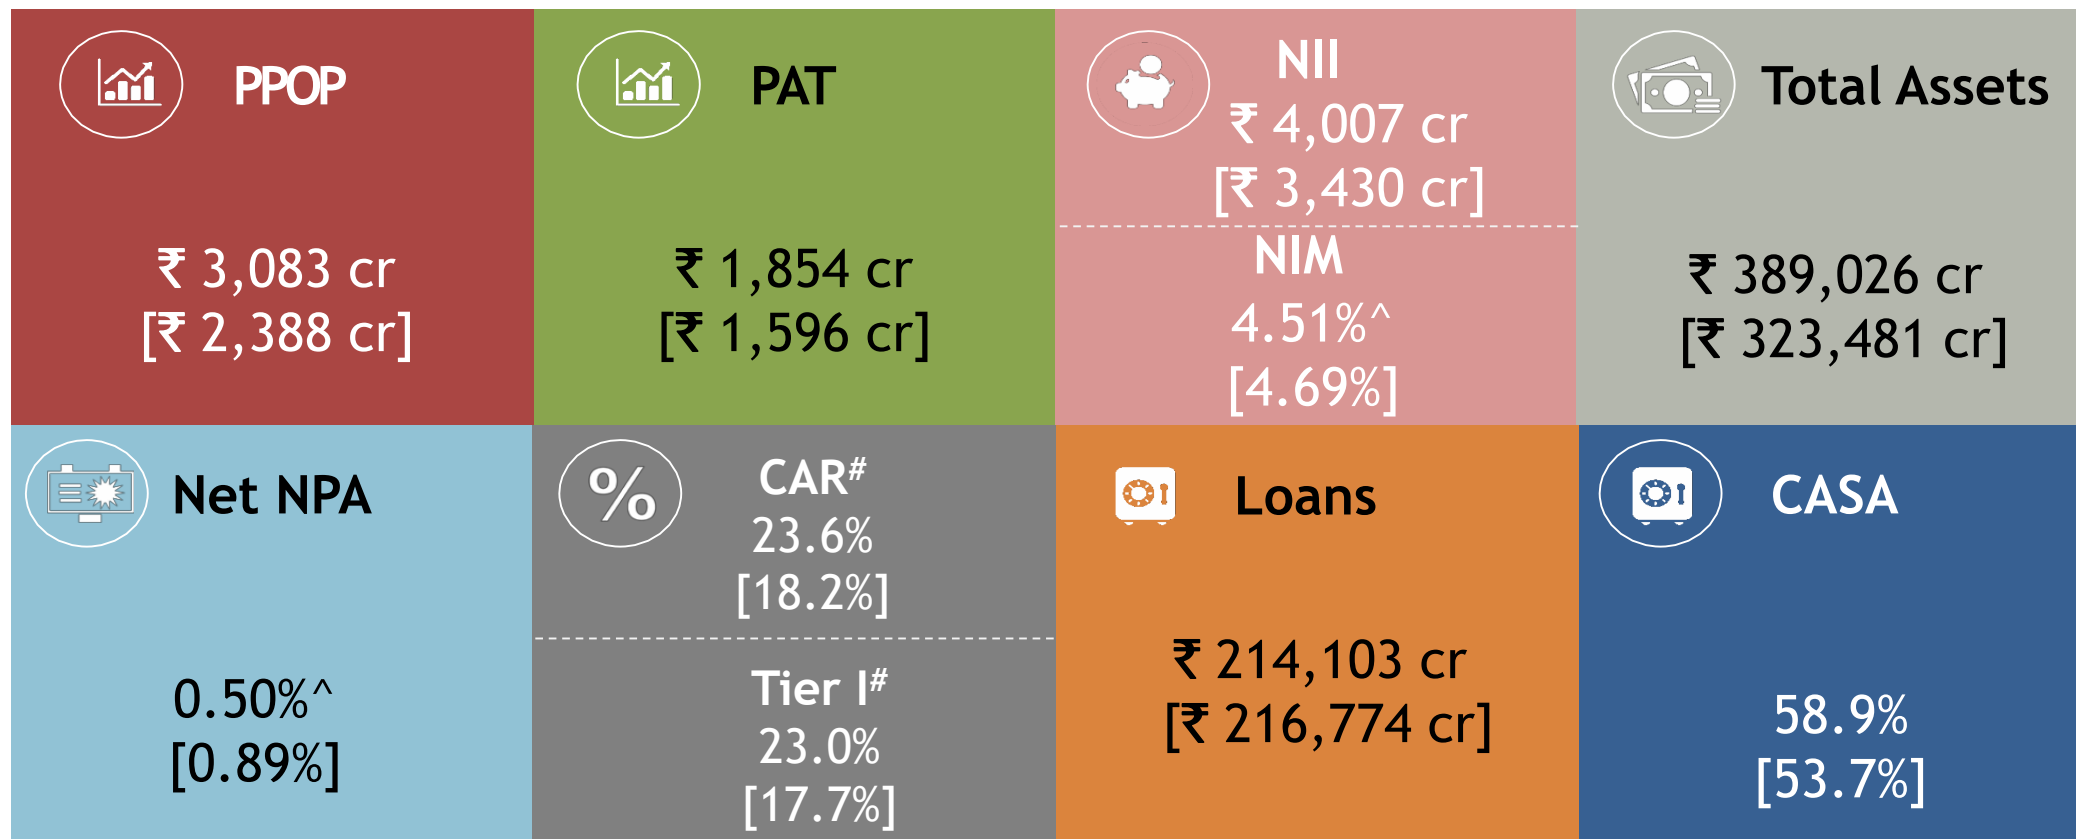 PPOP
₹ 3,083 cr
[₹ 2,388 cr]
PAT
₹ 1,854 cr
[₹ 1,596 cr]
NII
₹ 4,007 cr
[₹ 3,430 cr]
NIM
4.51%^
[4.69%]
Total Assets
₹ 389,026 cr
[₹ 323,481 cr]
Net NPA
0.50%^
[0.89%]
%
CAR#
23.6%
[18.2%]
Tier I#
23.0%
[17.7%]
Loans
₹ 214,103 cr
[₹ 216,774 cr]
CASA
58.9%
[53.7%]